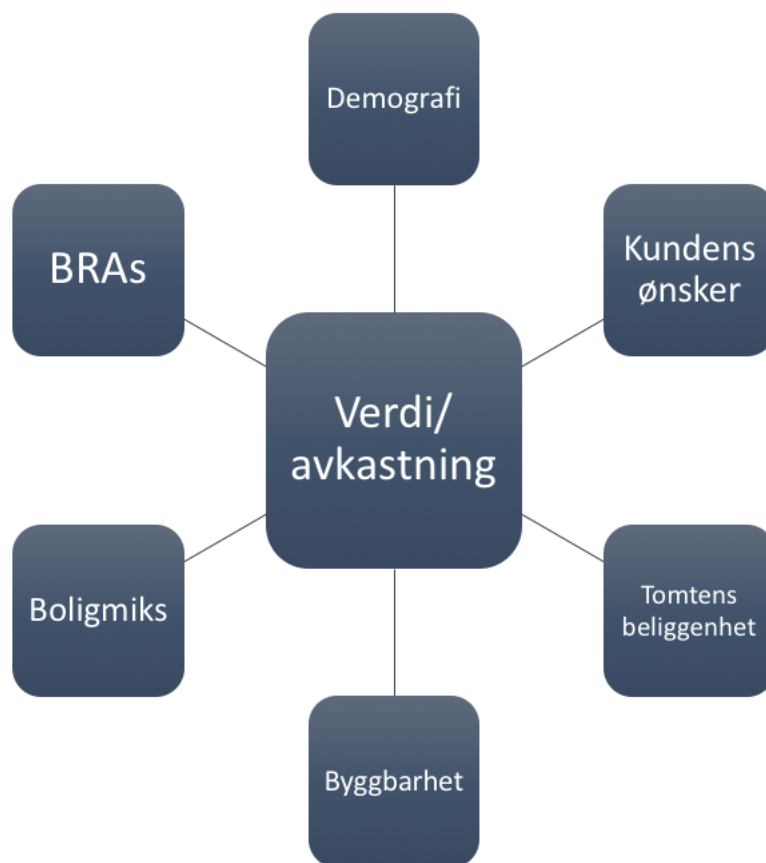 Demografi
BRAs
Kundens
ønsker
Verdi/
avkastning
Boligmiks
Tomtens
beliggenhet
Byggbarhet